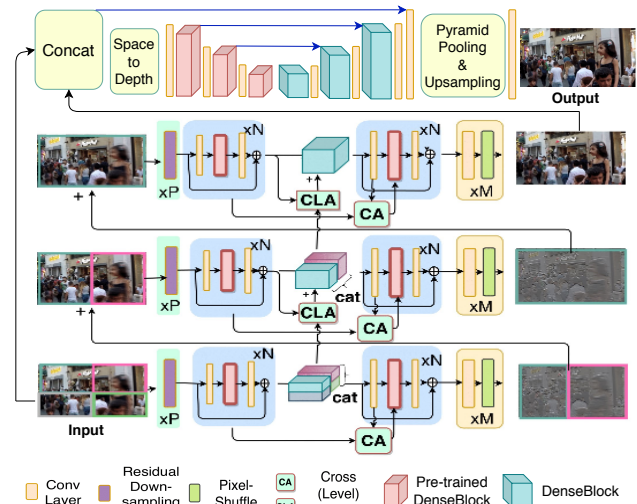 Concat
Space
to
Depth
Pyramid
Pooling
&
Upsampling
Output
xP
xN
xN
xM
+
+
CLA
CA
xP
xN
xN
xM
+
+
cat
CLA
CA
xP
xN
xN
xM
cat
CA
Input
Conv
Layer
Residual
Down-
sampling
Pixel-
Shuffle
CA
Cross
(Level)
Pre-trained
DenseBlock
DenseBlock